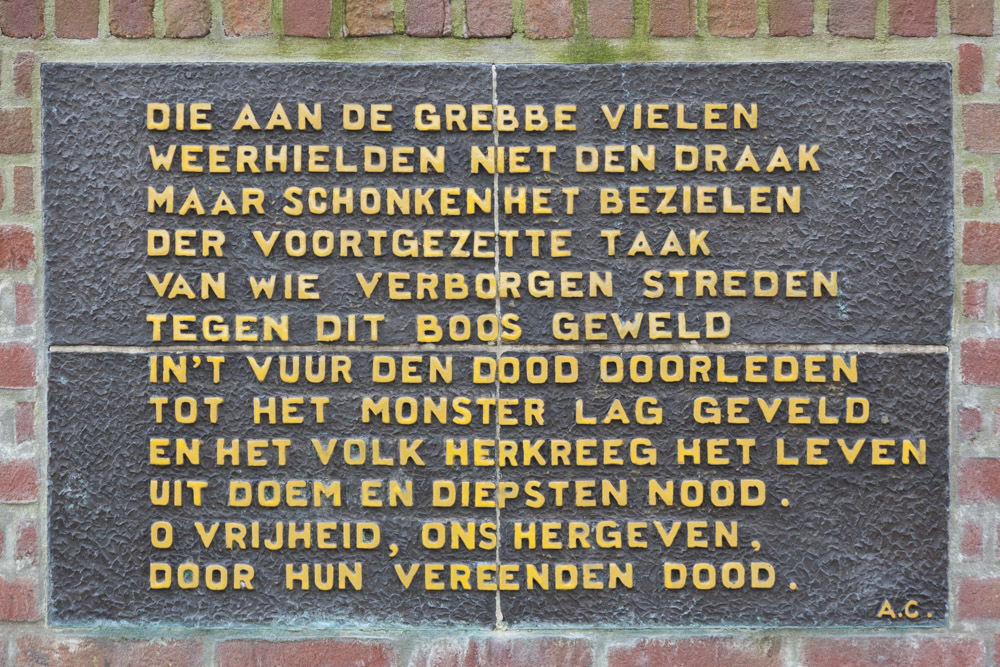 DIE AAN DE GREBBE VIELEN
WEERHIELDEN NIET DEN DRAAK
MAAR SCHONKEN HET BEZIELEN
DER VOORTGEZETTE TAAK
VAN WIE VERBORGEN STREDEN
TEGEN DIT BOOS GEWELD
IN'T VUUR DEN DOOD DOORLEDEN
TOT HET MONSTER LAG GEVELD
EN HET VOLK HERKREEG HET LEVEN
UIT DOEM EN DIEPSTEN NOOD.
O VRIJHEID, ONS HERGEVEN,
DOOR HUN VEREENDEN DOOD.
A.C.